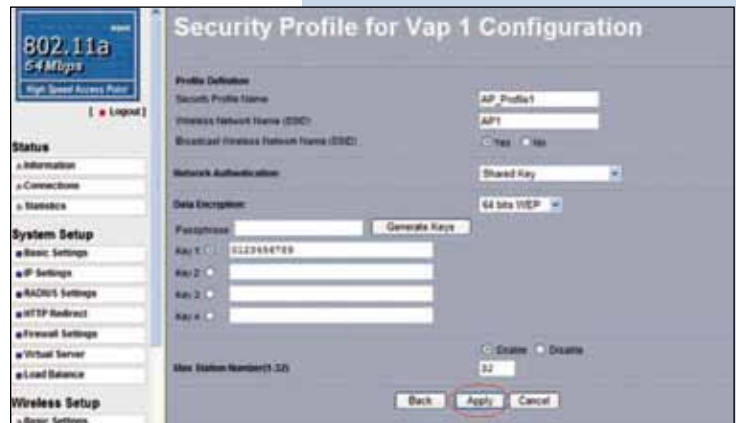 802.11a
54Mbps
High Speed Access Point
[ Logout ]
Status
Information
Connections
Statistics
System Setup
Basic Settings
IP Settings
RADIUS Settings
HTTP Redirect
Firewall Settings
Virtual Server
Load Balance
Wireless Setup
Basic Settings
Security Profile for Vap 1 Configuration
Profile Definition
Security Profile Name AP_Profile1
Wireless Network Name (SSID) AP1
Broadcast Wireless Network Name (SSID) Yes No
Network Authentication Shared Key
Data Encryption 64 bits WEP
Passphrase Generate Keys
Key 1 0123456789
Key 2
Key 3
Key 4
Enable Disable
Max Station Number(1-32) 32
Back Apply Cancel